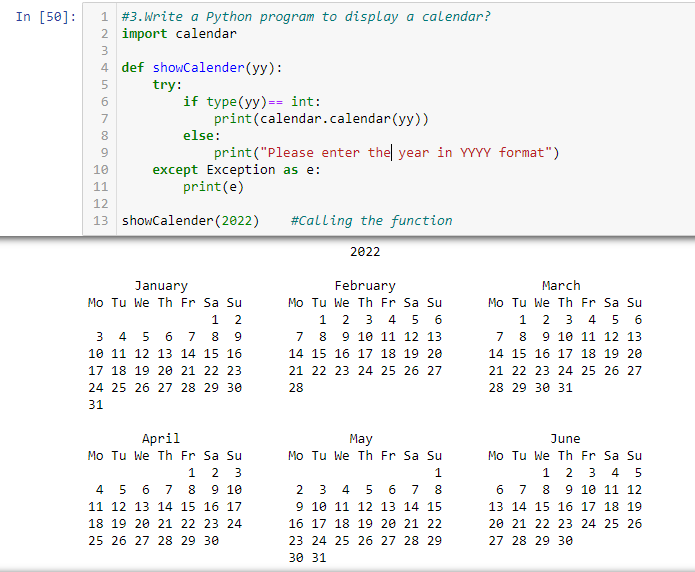 In [50]:
1 #3.Write a Python program to display a calendar?
2 import calendar
3
4 def showCalender(yy):
5     try:
6         if type(yy)== int:
7             print(calendar.calendar(yy))
8         else:
9             print("Please enter the year in YYYY format")
10     except Exception as e:
11         print(e)
12
13 showCalender(2022)    #Calling the function
                                  2022

      January                   February                   March
Mo Tu We Th Fr Sa Su      Mo Tu We Th Fr Sa Su      Mo Tu We Th Fr Sa Su
                1  2          1  2  3  4  5  6          1  2  3  4  5  6
 3  4  5  6  7  8  9       7  8  9 10 11 12 13       7  8  9 10 11 12 13
10 11 12 13 14 15 16      14 15 16 17 18 19 20      14 15 16 17 18 19 20
17 18 19 20 21 22 23      21 22 23 24 25 26 27      21 22 23 24 25 26 27
24 25 26 27 28 29 30      28                        28 29 30 31
31

       April                      May                       June
Mo Tu We Th Fr Sa Su      Mo Tu We Th Fr Sa Su      Mo Tu We Th Fr Sa Su
             1  2  3                         1             1  2  3  4  5
 4  5  6  7  8  9 10       2  3  4  5  6  7  8       6  7  8  9 10 11 12
11 12 13 14 15 16 17       9 10 11 12 13 14 15      13 14 15 16 17 18 19
18 19 20 21 22 23 24      16 17 18 19 20 21 22      20 21 22 23 24 25 26
25 26 27 28 29 30         23 24 25 26 27 28 29      27 28 29 30
                          30 31